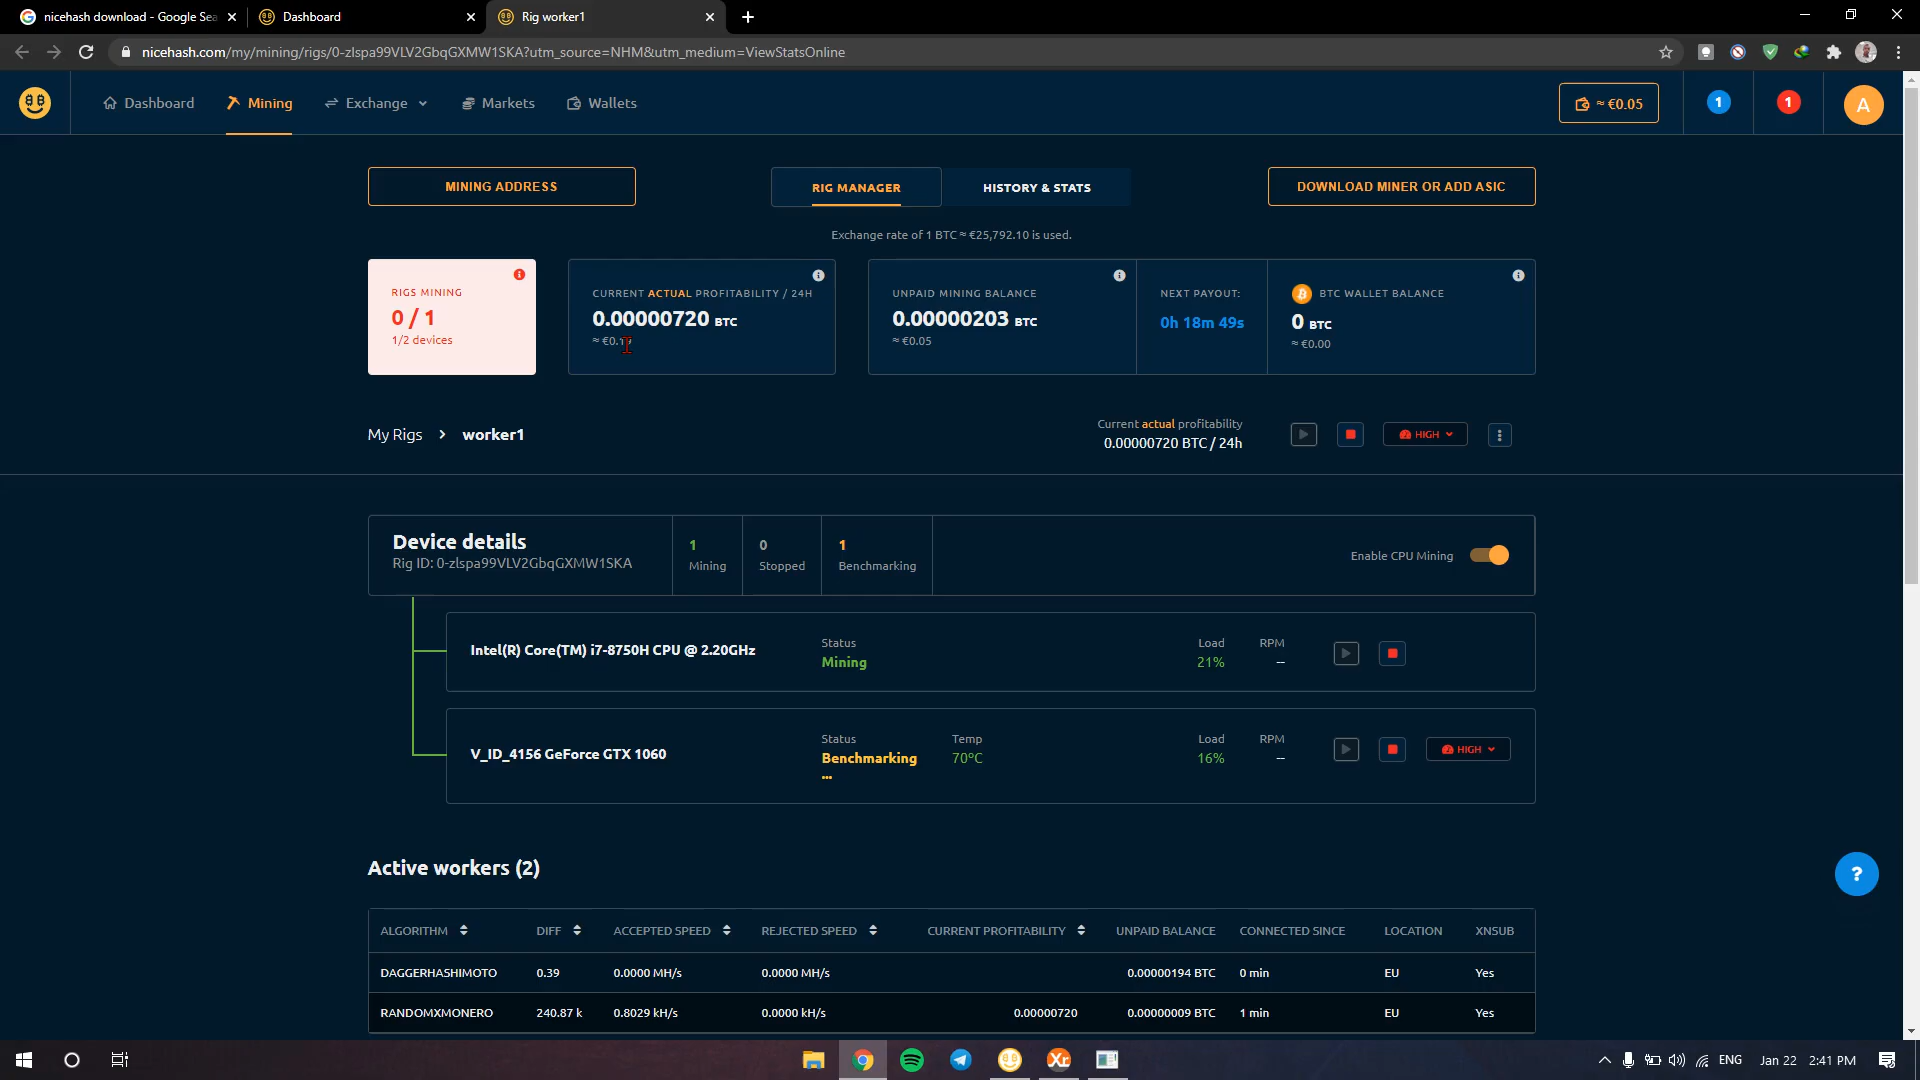 nicehash download - Google Sea
Dashboard
Rig worker1
nicehash.com/my/mining/rigs/0-zlspa99VLV2GbqGXMW1SKA?utm_source=NHM&utm_medium=ViewStatsOnline
Dashboard
Mining
Exchange
Markets
Wallets
≈ €0.05
1
1
A
MINING ADDRESS
RIG MANAGER
HISTORY & STATS
DOWNLOAD MINER OR ADD ASIC
Exchange rate of 1 BTC ≈ €25,792.10 is used.
RIGS MINING
0 / 1
1/2 devices
CURRENT ACTUAL PROFITABILITY / 24H
0.00000720 BTC
UNPAID MINING BALANCE
0.00000203 BTC
≈ €0.05
NEXT PAYOUT:
0h 18m 49s
BTC WALLET BALANCE
0 BTC
≈ €0.00
My Rigs > worker1
Current actual profitability
0.00000720 BTC / 24h
HIGH
Device details
Rig ID: 0-zlspa99VLV2GbqGXMW1SKA
1
Mining
0
Stopped
1
Benchmarking
Enable CPU Mining
Intel(R) Core(TM) i7-8750H CPU @ 2.20GHz
Status
Mining
Load
21%
RPM
--
V_ID_4156 GeForce GTX 1060
Status
Benchmarking
...
Temp
70°C
Load
16%
RPM
--
HIGH
Active workers (2)
ALGORITHM DIFF ACCEPTED SPEED REJECTED SPEED CURRENT PROFITABILITY UNPAID BALANCE CONNECTED SINCE LOCATION XNSUB
DAGGERHASHIMOTO 0.39 0.0000 MH/s 0.0000 MH/s 0.00000194 BTC 0 min EU Yes
RANDOMXMONERO 240.87 k 0.8029 kH/s 0.0000 kH/s 0.00000720 0.00000009 BTC 1 min EU Yes
?
Xr
ENG
Jan 22 2:41 PM